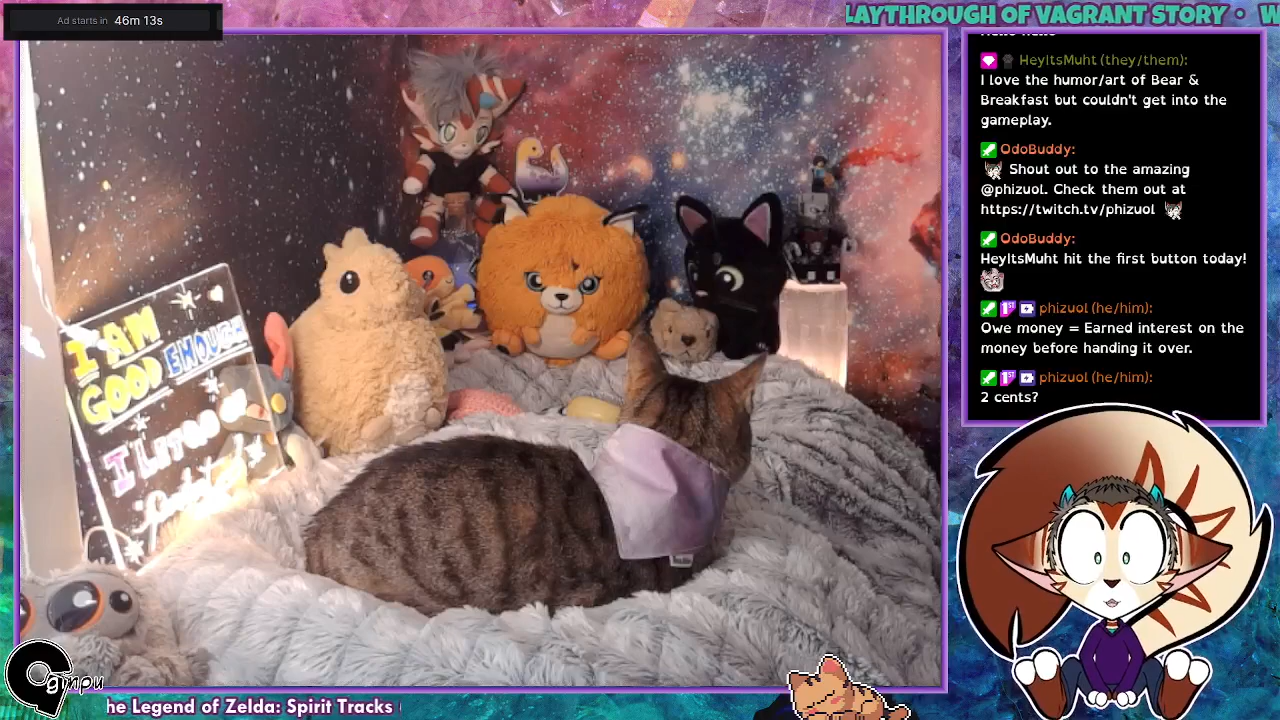 Ad starts in 46m 13s
LAYTHROUGH OF VAGRANT STORY • W
HeyItsMuht (they/them):
I love the humor/art of Bear &
Breakfast but couldn't get into the
gameplay.
OdoBuddy:
Shout out to the amazing
@phizuol. Check them out at
https://twitch.tv/phizuol
OdoBuddy:
HeyItsMuht hit the first button today!
phizuol (he/him):
Owe money = Earned interest on the
money before handing it over.
phizuol (he/him):
2 cents?
I AM
GOOD ENOUGH
ginpu
he Legend of Zelda: Spirit Tracks